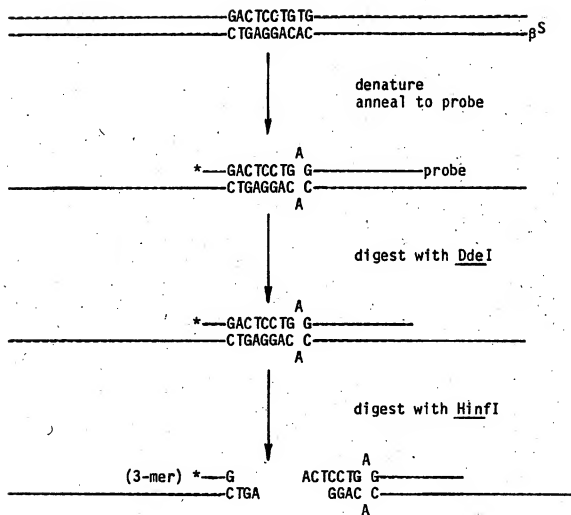 GACTCCTGTG
CTGAGGACAC
βS
denature
anneal to probe
A
*—GACTCCTG G probe
CTGAGGAC C
A
digest with DdeI
A
*—GACTCCTG G
CTGAGGAC C
A
digest with HinfI
A
(3-mer) *—G ACTCCTG G
CTGA GGAC C
A